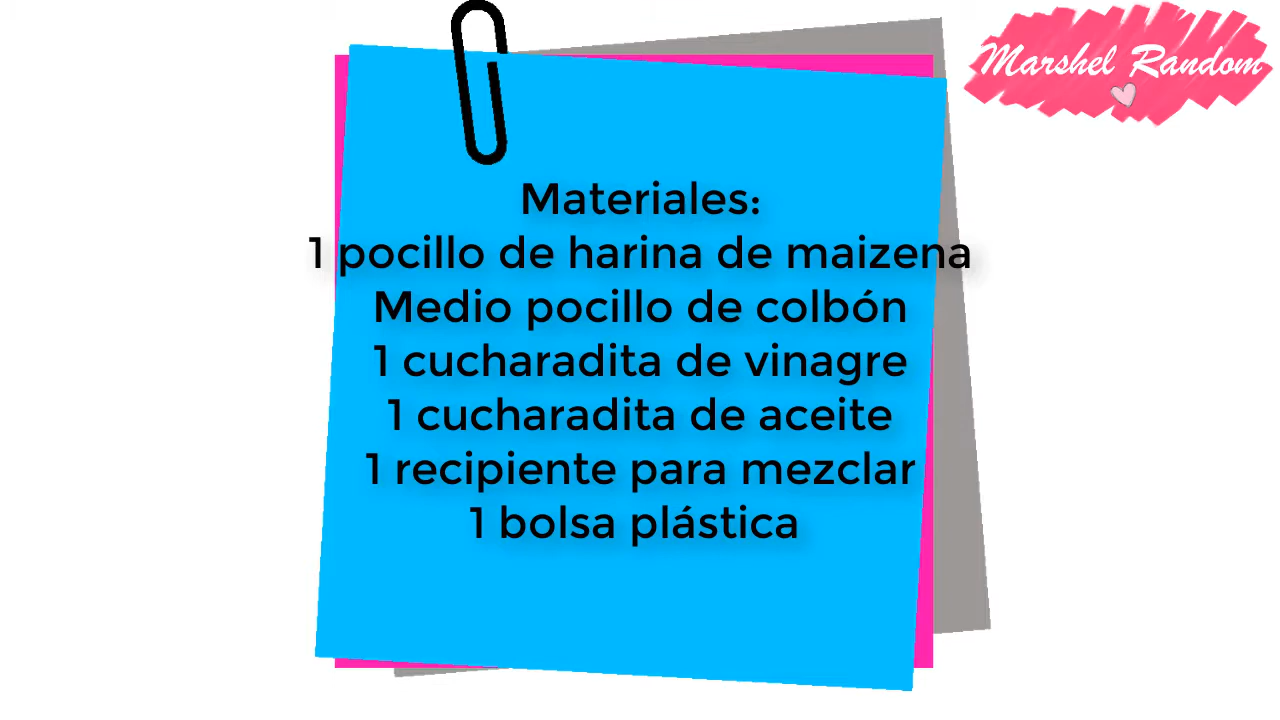 Marshel Random
Materiales:
1 pocillo de harina de maizena
Medio pocillo de colbón
1 cucharadita de vinagre
1 cucharadita de aceite
1 recipiente para mezclar
1 bolsa plástica